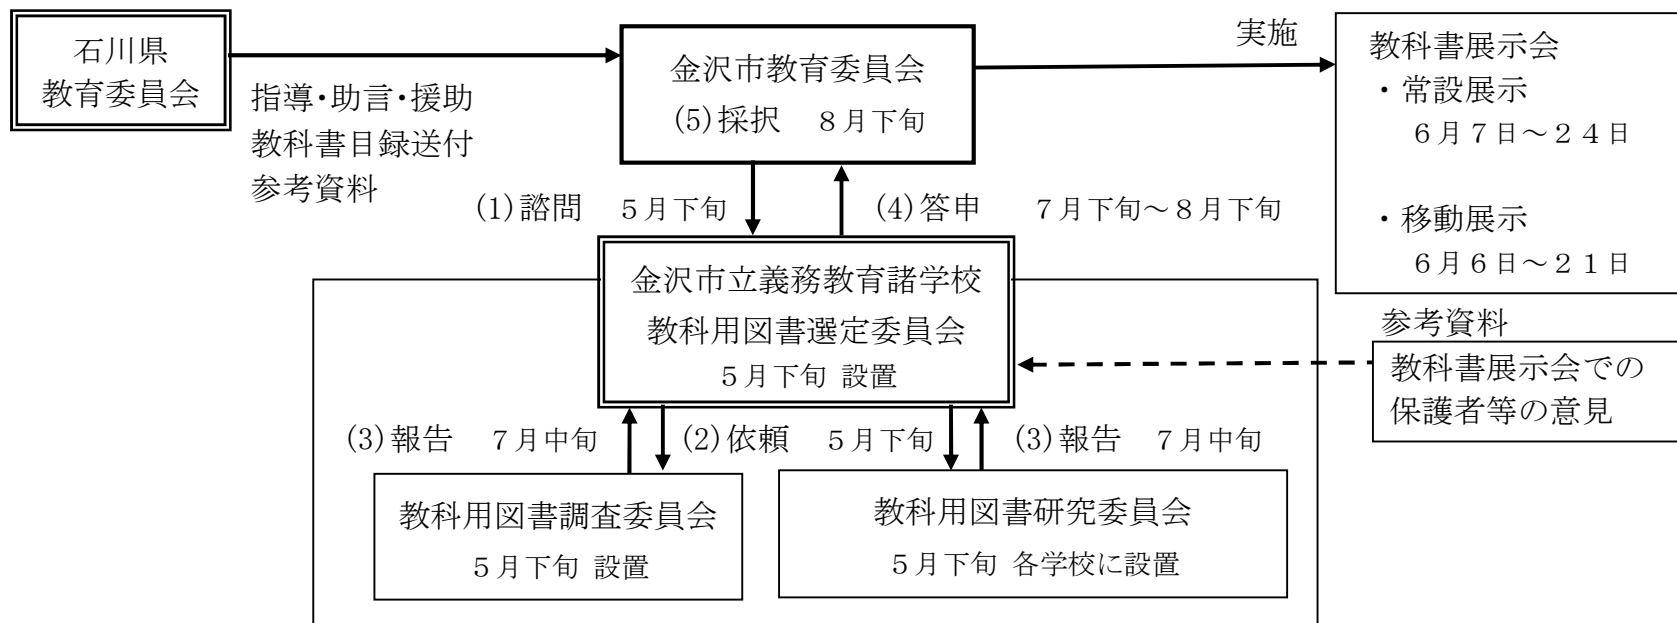 石川県
教育委員会
指導・助言・援助
教科書目録送付
参考資料
金沢市教育委員会
(5)採択 8月下旬
実施
教科書展示会
・常設展示
6月7日~24日
・移動展示
6月6日~21日
(1)諮問 5月下旬
(4)答申 7月下旬~8月下旬
金沢市立義務教育諸学校
教科用図書選定委員会
5月下旬 設置
参考資料
教科書展示会での
保護者等の意見
(3)報告 7月中旬
(2)依頼 5月下旬
(3)報告 7月中旬
教科用図書調査委員会
5月下旬 設置
教科用図書研究委員会
5月下旬 各学校に設置